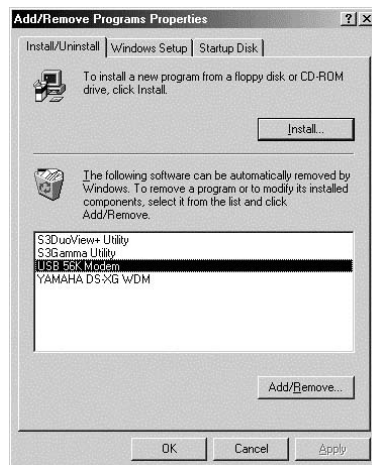 Add/Remove Programs Properties ? x
Install/Uninstall Windows Setup Startup Disk
To install a new program from a floppy disk or CD-ROM
drive, click Install.
Install...
The following software can be automatically removed by
Windows. To remove a program or to modify its installed
components, select it from the list and click
Add/Remove.
S3DuoView+ Utility
S3Gamma Utility
USB 56K Modem
YAMAHA DS-XG WDM
Add/Remove...
OK Cancel Apply